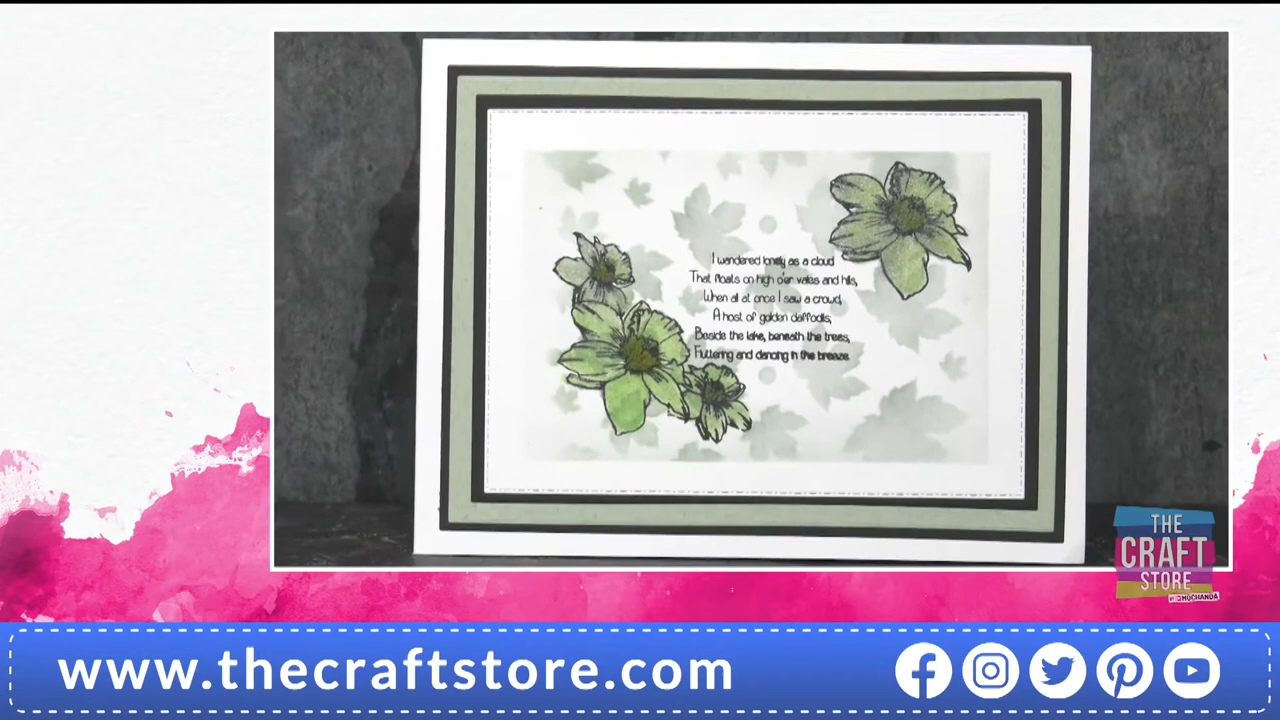 I wandered lonely as a cloud
That floats on high o'er vales and hills,
When all at once I saw a crowd,
A host of golden daffodils;
Beside the lake, beneath the trees,
Fluttering and dancing in the breeze.
THE
CRAFT
STORE
BY HOCHANDA
www.thecraftstore.com